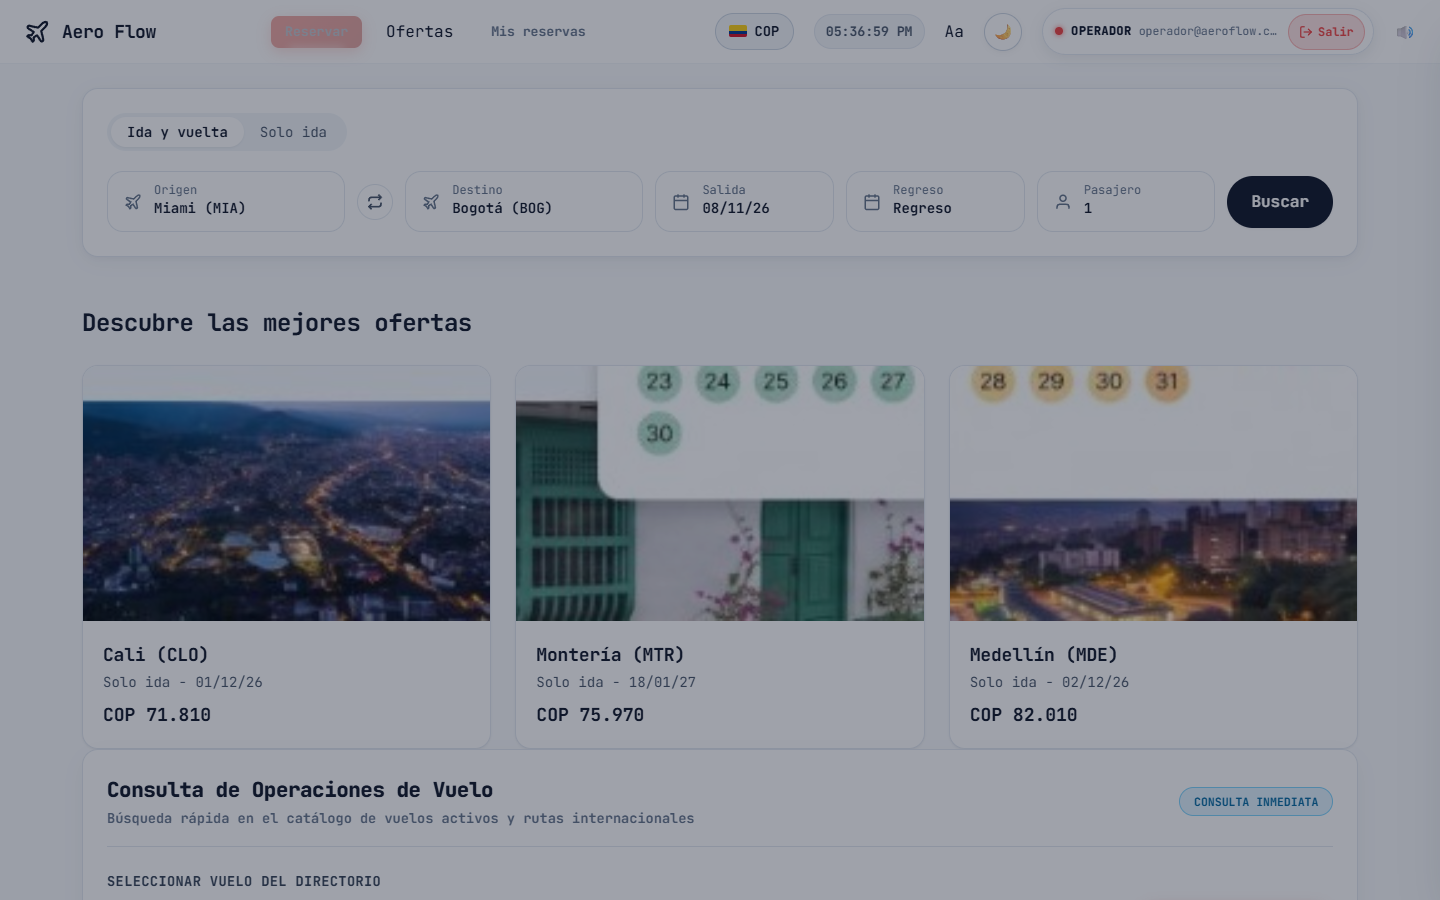 Aero Flow
Reservar
Ofertas
Mis reservas
COP
05:36:59 PM
Aa
OPERADOR
operador@aeroflow.c…
Salir
Ida y vuelta
Solo ida
Origen
Miami (MIA)
Destino
Bogotá (BOG)
Salida
08/11/26
Regreso
Regreso
Pasajero
1
Buscar
Descubre las mejores ofertas
23 24 25 26 27
30
28 29 30 31
Cali (CLO)
Solo ida - 01/12/26
COP 71.810
Montería (MTR)
Solo ida - 18/01/27
COP 75.970
Medellín (MDE)
Solo ida - 02/12/26
COP 82.010
Consulta de Operaciones de Vuelo
Búsqueda rápida en el catálogo de vuelos activos y rutas internacionales
CONSULTA INMEDIATA
SELECCIONAR VUELO DEL DIRECTORIO